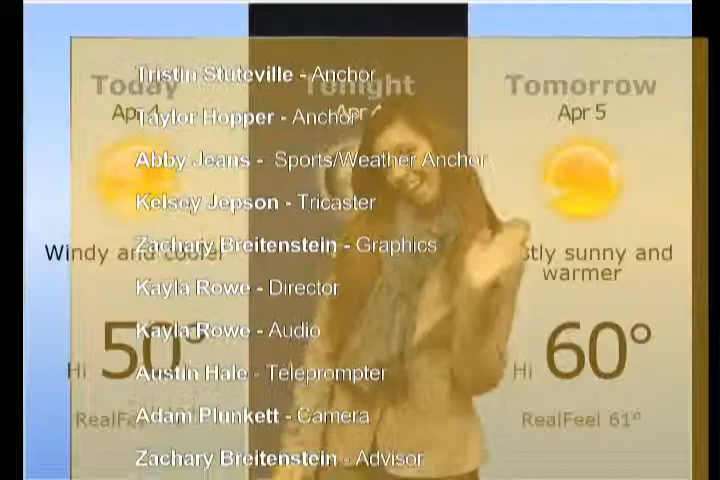 Tristin Stuteville - Anchor
Today
Tonight
Tomorrow
Apr 4
Taylor Hopper - Anchor
Apr
Apr 5
Abby Jeans - Sports/Weather Anchor
Kelsey Jepson - Tricaster
Zachary Breitenstein - Graphics
Windy and cooler
stly sunny and
warmer
Kayla Rowe - Director
Kayla Rowe - Audio
Hi 50°
Hi 60°
Austin Hale - Teleprompter
Adam Plunkett - Camera
RealFe
RealFeel 61°
Zachary Breitenstein - Advisor